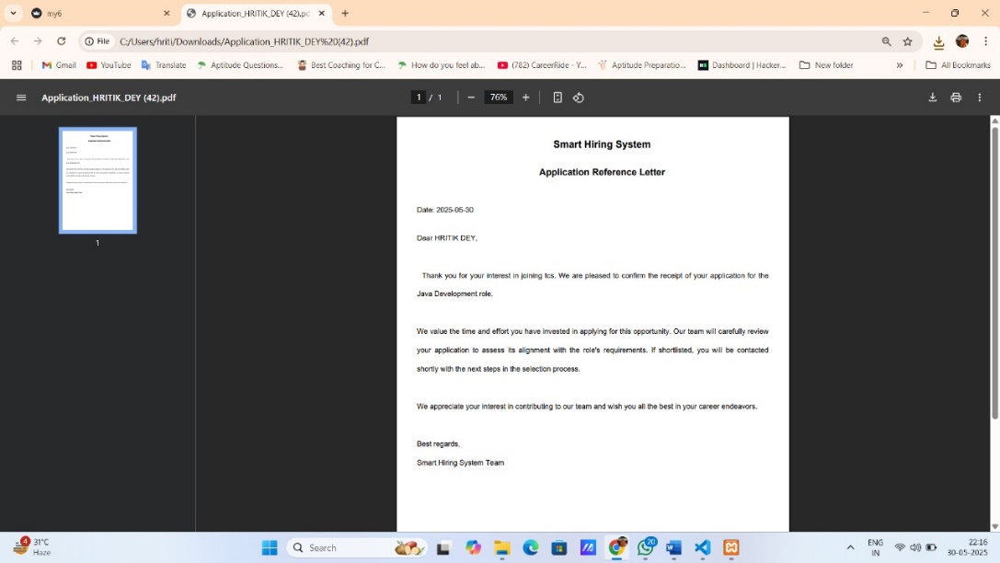 my6
Application_HRITIK_DEY (42).pdf
File
C:/Users/hriti/Downloads/Application_HRITIK_DEY%20(42).pdf
Gmail
YouTube
Translate
Aptitude Questions...
Best Coaching for C...
How do you feel ab...
(782) CareerRide - Y...
Aptitude Preparatio...
Dashboard | Hacker...
New folder
»
All Bookmarks
Application_HRITIK_DEY (42).pdf
1 / 1
76%
1
Smart Hiring System
Application Reference Letter
Date: 2025-05-30
Dear HRITIK DEY,
Thank you for your interest in joining tcs. We are pleased to confirm the receipt of your application for the
Java Development role.
We value the time and effort you have invested in applying for this opportunity. Our team will carefully review
your application to assess its alignment with the role's requirements. If shortlisted, you will be contacted
shortly with the next steps in the selection process.
We appreciate your interest in contributing to our team and wish you all the best in your career endeavors.
Best regards,
Smart Hiring System Team
4
31°C
Haze
Search
20
ENG
IN
22:16
30-05-2025